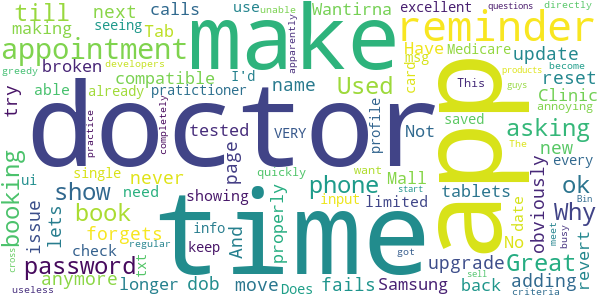 till
making
next
seeing
calls
Tab
make
use
unable
Wantirna
apparently
excellent
questions
directly
reminder
appointment
broken
compatible
I'd
Have
msg
Medicare
become
greedy
developers
able
already
praticioner
name
Used
card
This
products
update
reset
Clinic
guys
annoying
try
doctor
practice
completely
tested
VERY
profile
Not
app
saved
asking
booking
ui
single
never
page
showing
quickly
want
input
Mall
limited
tablets
The
new
every
ok
obviously
issue
lets
show
book
need
time
phone
properly
info
start
No
date
meet
busy
Bin
Why
forgets
And
check
keep
regular
got
upgrade
Great
revert
cross
password
anymore
txt
longer
dob
move
Does
fails
Samsung
back
sell
adding
criteria
useless